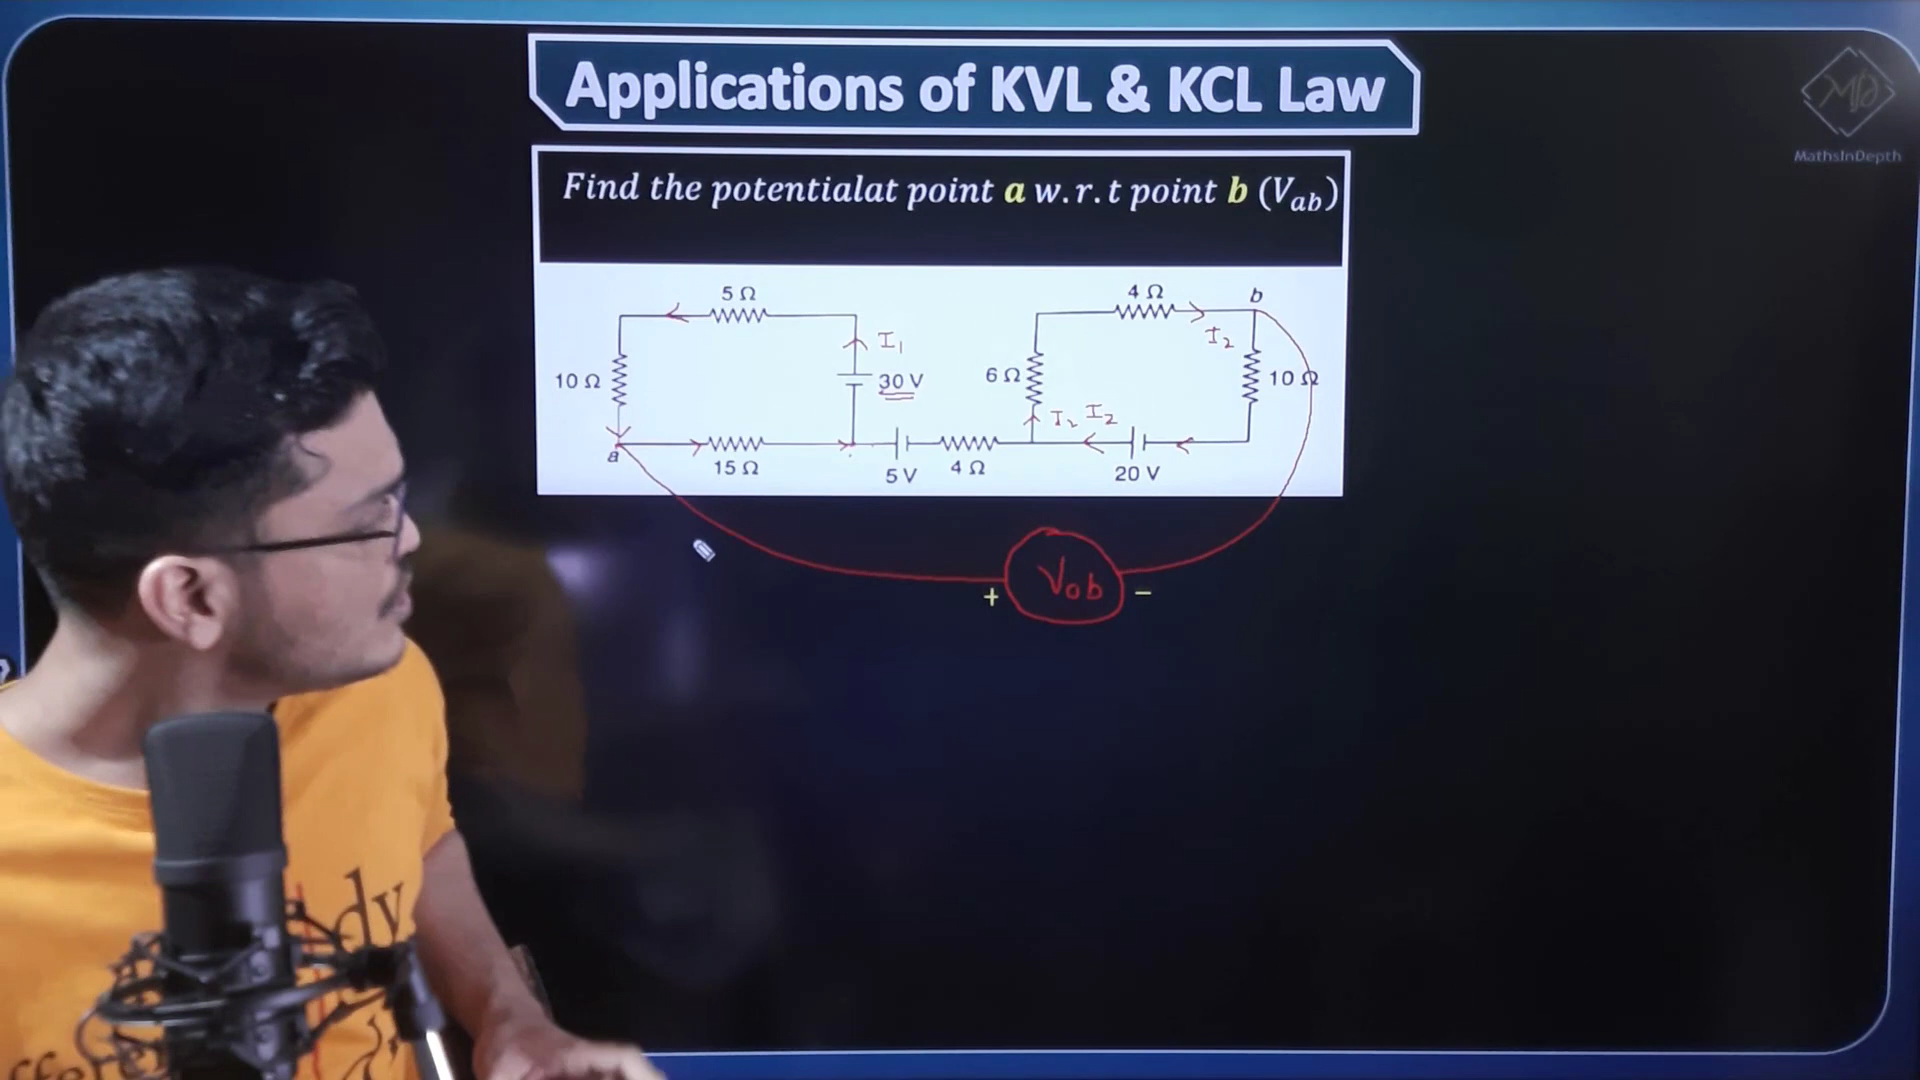 Applications of KVL & KCL Law
MathsInDepth
Find the potentialat point a w.r.t point b (Vab)
5 Ω
4 Ω
b
I1
I2
10 Ω
30 V
6 Ω
10 Ω
I2
I2
a
15 Ω
5 V
4 Ω
20 V
+
Vab
−
dy